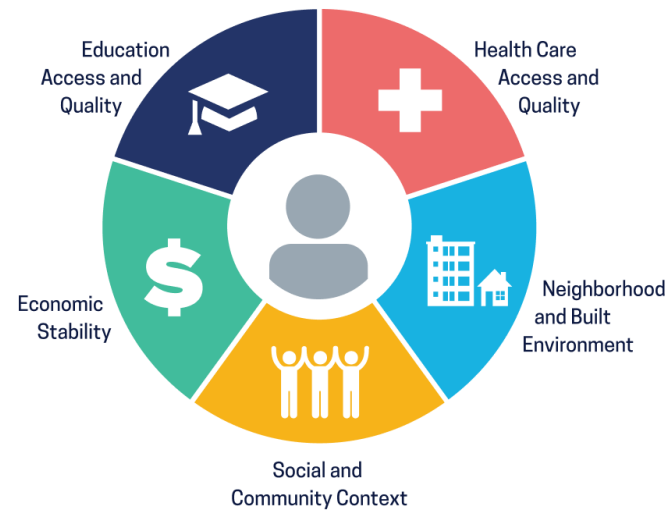 Education
Access and
Quality
Health Care
Access and
Quality
$
Economic
Stability
Neighborhood
and Built
Environment
Social and
Community Context